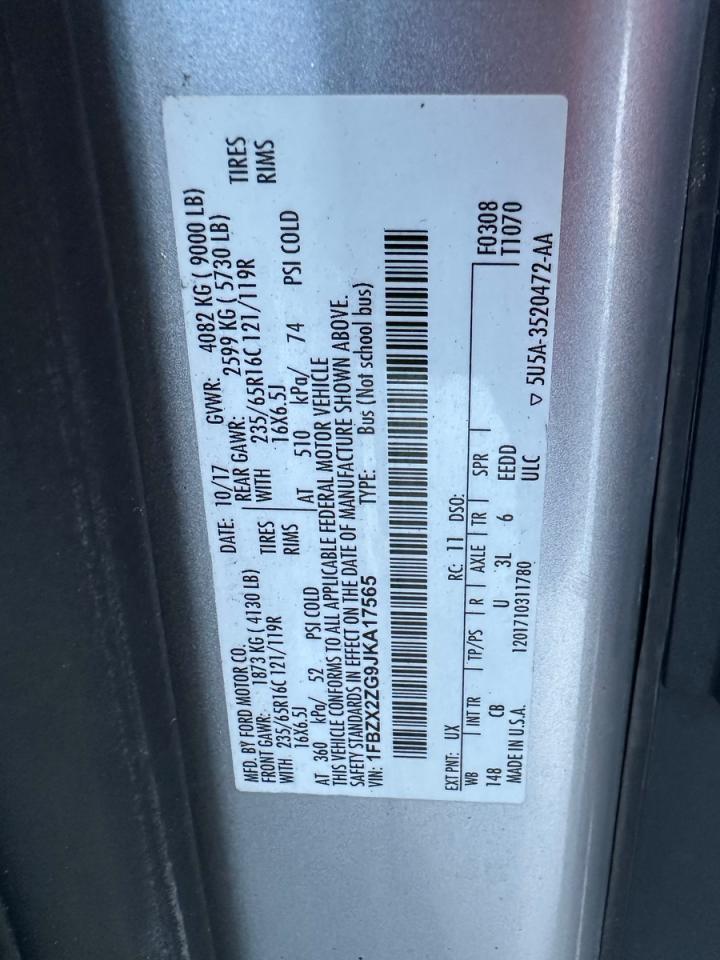 MFD. BY FORD MOTOR CO.
DATE: 10/17 GVWR: 4082 KG ( 9000 LB)
FRONT GAWR: 1873 KG ( 4130 LB) REAR GAWR: 2599 KG ( 5730 LB)
WITH 235/65R16C 121/119R TIRES WITH 235/65R16C 121/119R TIRES
16X6.5J RIMS 16X6.5J RIMS
AT 360 kPa/ 52 PSI COLD AT 510 kPa/ 74 PSI COLD
THIS VEHICLE CONFORMS TO ALL APPLICABLE FEDERAL MOTOR VEHICLE
SAFETY STANDARDS IN EFFECT ON THE DATE OF MANUFACTURE SHOWN ABOVE.
VIN: 1FBZX2ZG9JKA17565 TYPE: Bus (Not school bus)
EXT PNT: UX RC: 11 DSO: F0308
WB INT TR TP/PS R AXLE TR SPR T1070
148 CB U 3L 6 EEDD
MADE IN U.S.A. 1201710311780 ULC ▽ 5U5A-3520472-AA